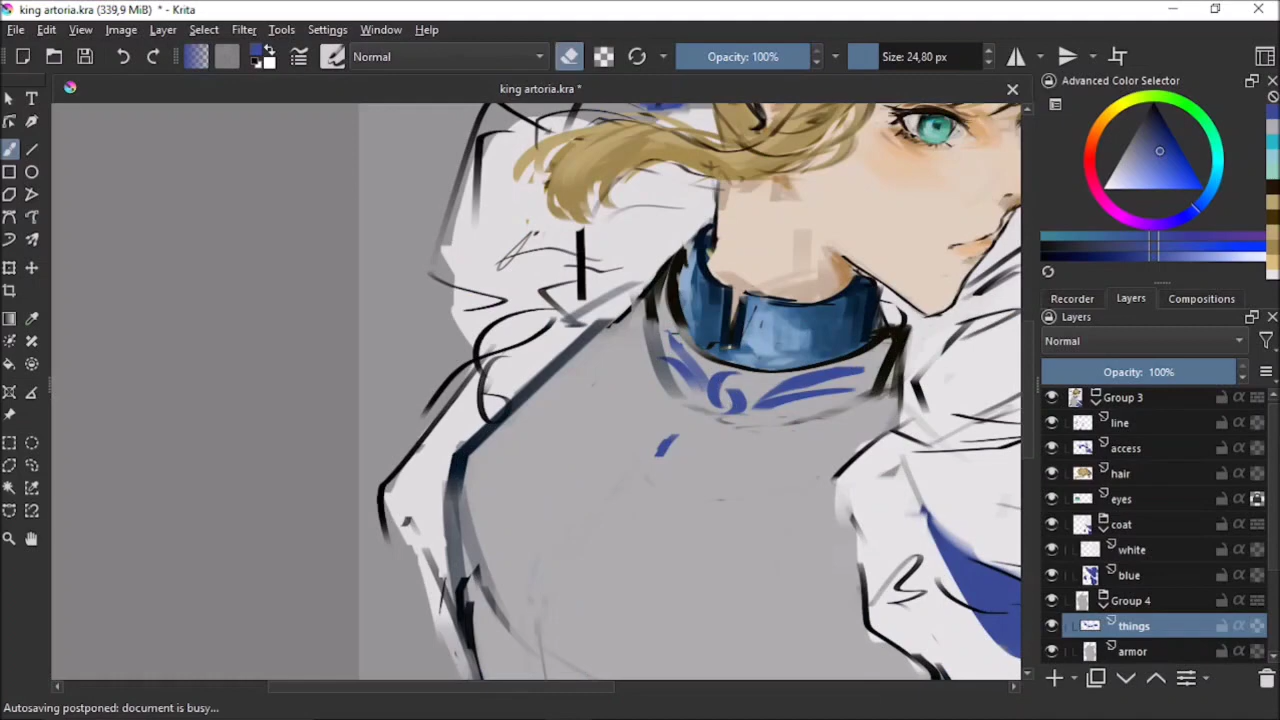 king artoria.kra (339,9 MiB) * - Krita
File Edit View Image Layer Select Filter Tools Settings Window Help
Normal Opacity: 100% Size: 24,80 px
king artoria.kra *
Advanced Color Selector
Recorder Layers Compositions
Layers
Normal
Opacity: 100%
Group 3
line
access
hair
eyes
coat
white
blue
Group 4
things
armor
Autosaving postponed: document is busy...